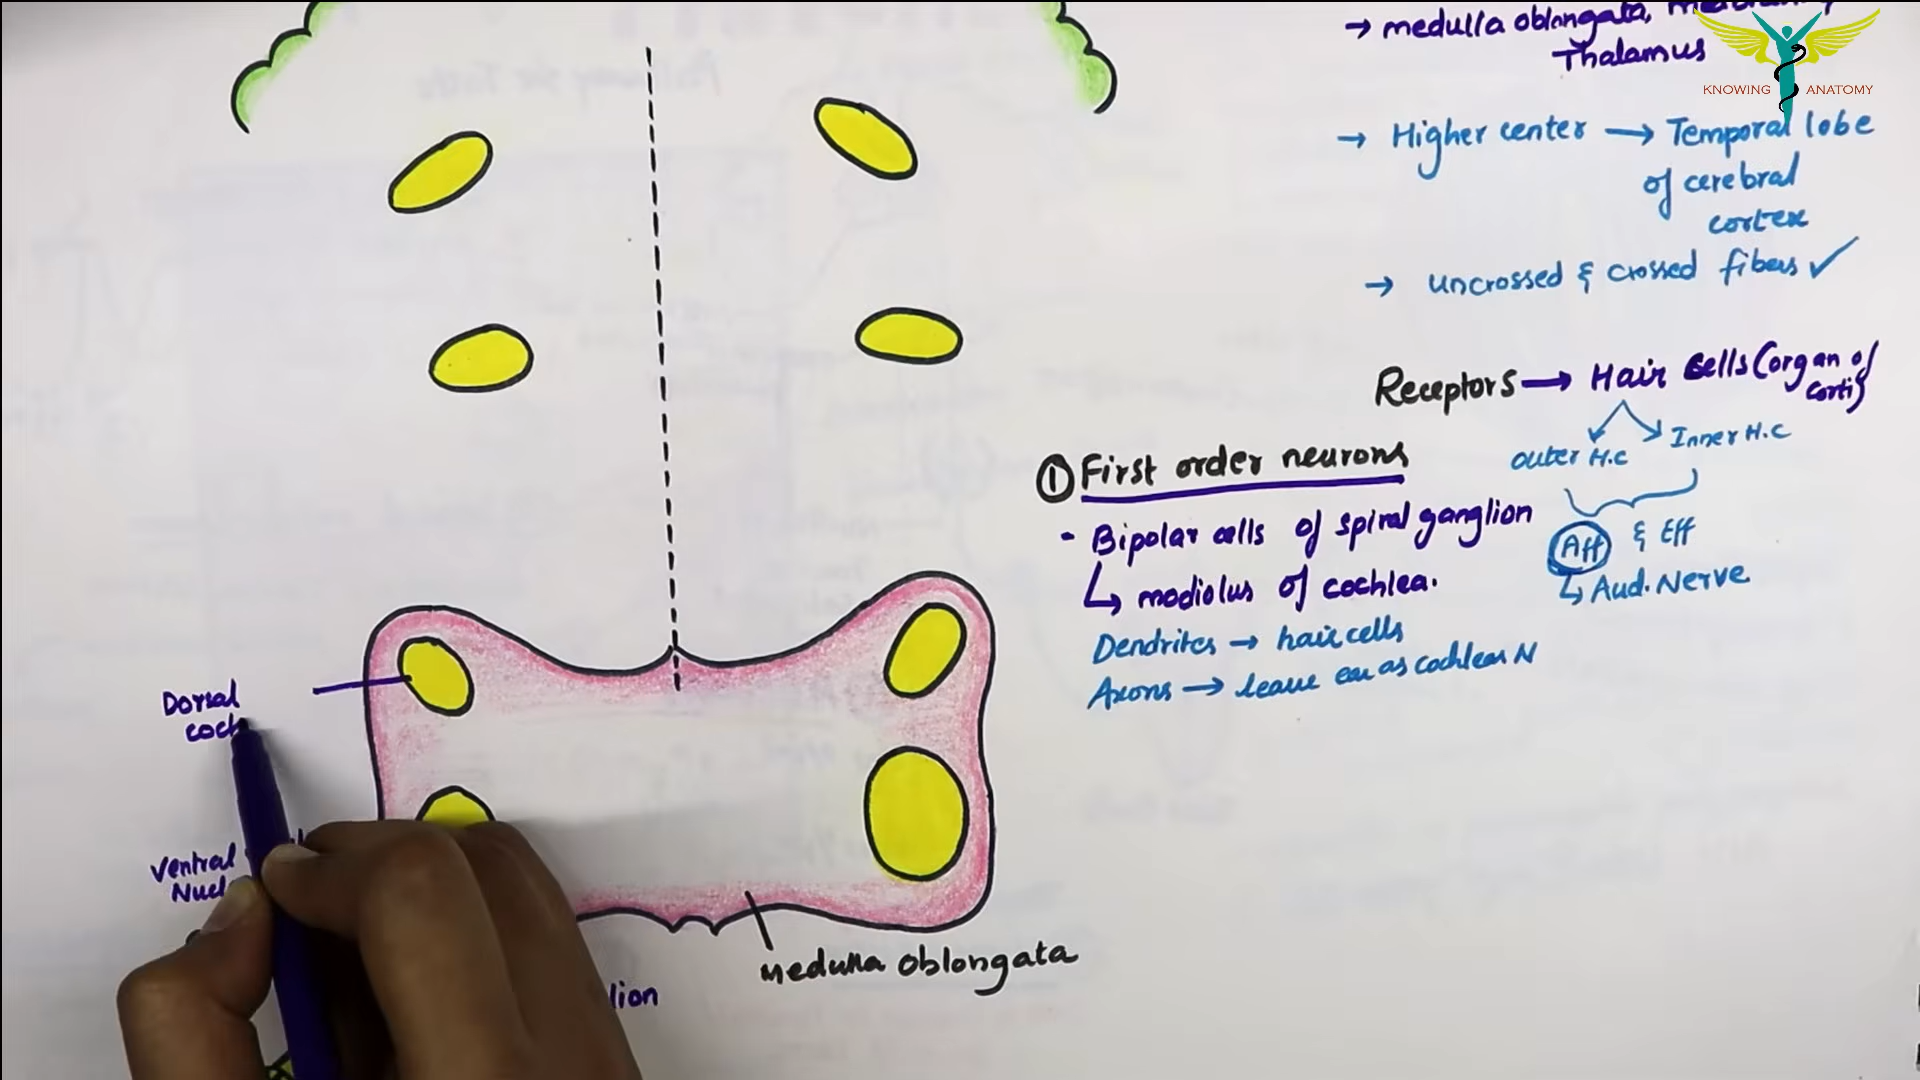 → medulla oblongata,
Thalamus
KNOWING ANATOMY
→ Higher center → Temporal lobe
of cerebral
cortex
→ uncrossed & crossed fibers ✓
Receptors → Hair cells (organ of
corti)
outer H.C Inner H.C
Aff & Eff
↳ Aud. Nerve
① First order neurons
- Bipolar cells of spiral ganglion
↳ modiolus of cochlea.
Dendrites → hair cells
Axons → leave ear as cochlear N
Dorsal
coch
Ventral
Nucl
medulla oblongata
lion